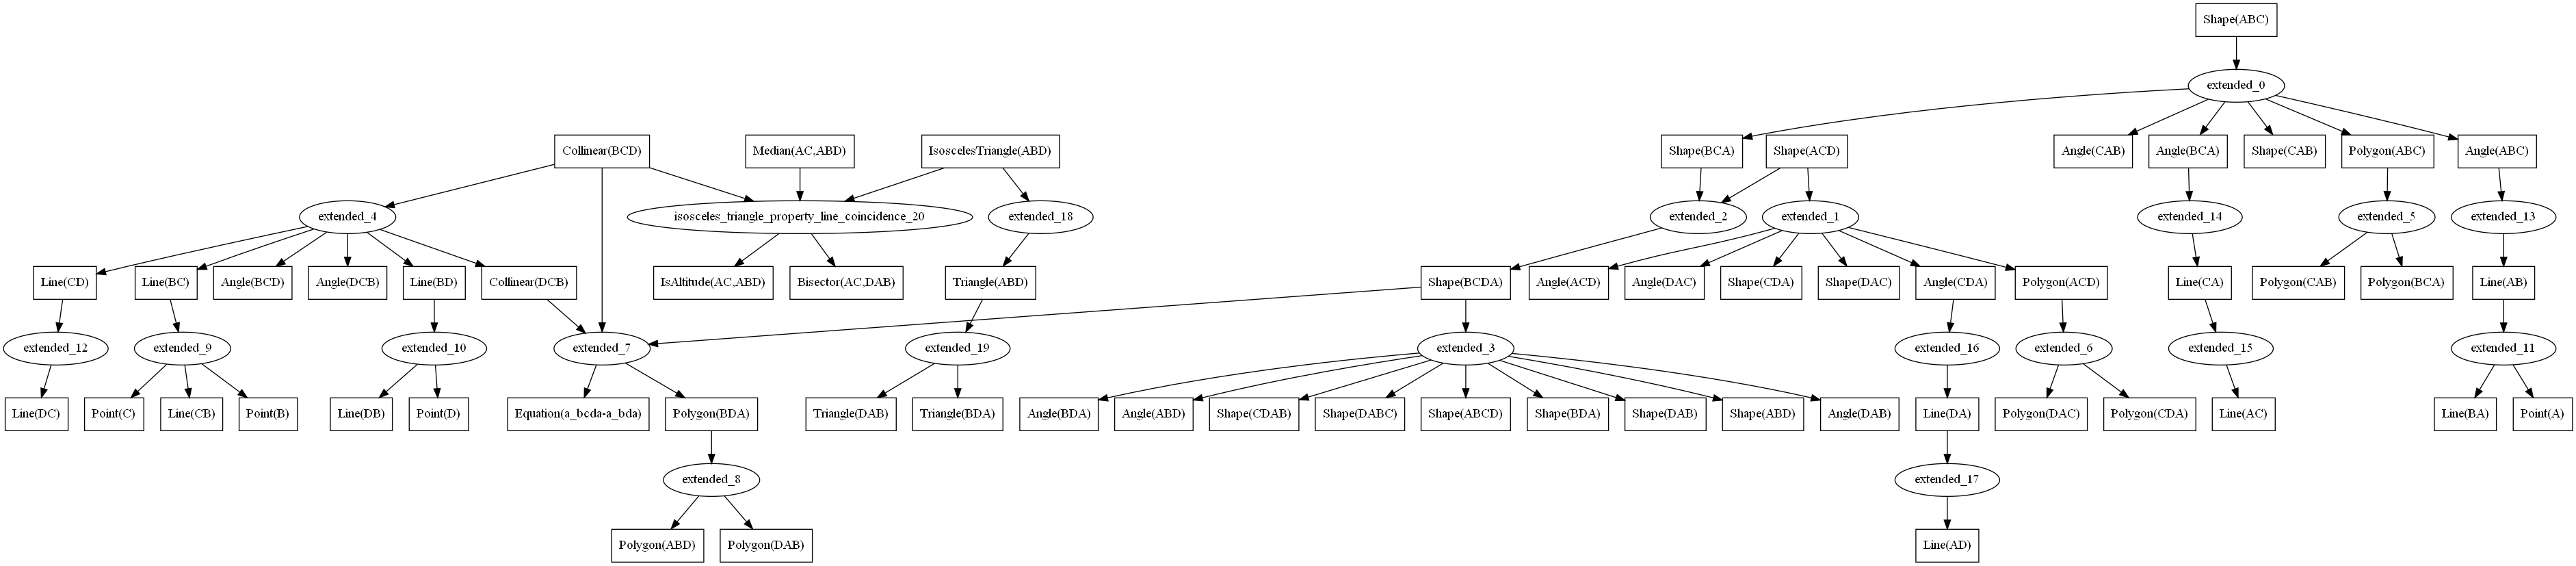 Shape(ABC)
extended_0
Collinear(BCD)
Median(AC,ABD)
IsoscelesTriangle(ABD)
Shape(BCA)
Shape(ACD)
Angle(CAB)
Angle(BCA)
Shape(CAB)
Polygon(ABC)
Angle(ABC)
extended_4
isosceles_triangle_property_line_coincidence_20
extended_18
extended_2
extended_1
extended_14
extended_5
extended_13
Line(CD)
Line(BC)
Angle(BCD)
Angle(DCB)
Line(BD)
Collinear(DCB)
IsAltitude(AC,ABD)
Bisector(AC,DAB)
Triangle(ABD)
Shape(BCDA)
Angle(ACD)
Angle(DAC)
Shape(CDA)
Shape(DAC)
Angle(CDA)
Polygon(ACD)
Line(CA)
Polygon(CAB)
Polygon(BCA)
Line(AB)
extended_12
extended_9
extended_10
extended_7
extended_19
extended_3
extended_16
extended_6
extended_15
extended_11
Line(DC)
Point(C)
Line(CB)
Point(B)
Line(DB)
Point(D)
Equation(a_bcda-a_bda)
Polygon(BDA)
Triangle(DAB)
Triangle(BDA)
Angle(BDA)
Angle(ABD)
Shape(CDAB)
Shape(DABC)
Shape(ABCD)
Shape(BDA)
Shape(DAB)
Shape(ABD)
Angle(DAB)
Line(DA)
Polygon(DAC)
Polygon(CDA)
Line(AC)
Line(BA)
Point(A)
extended_8
extended_17
Polygon(ABD)
Polygon(DAB)
Line(AD)